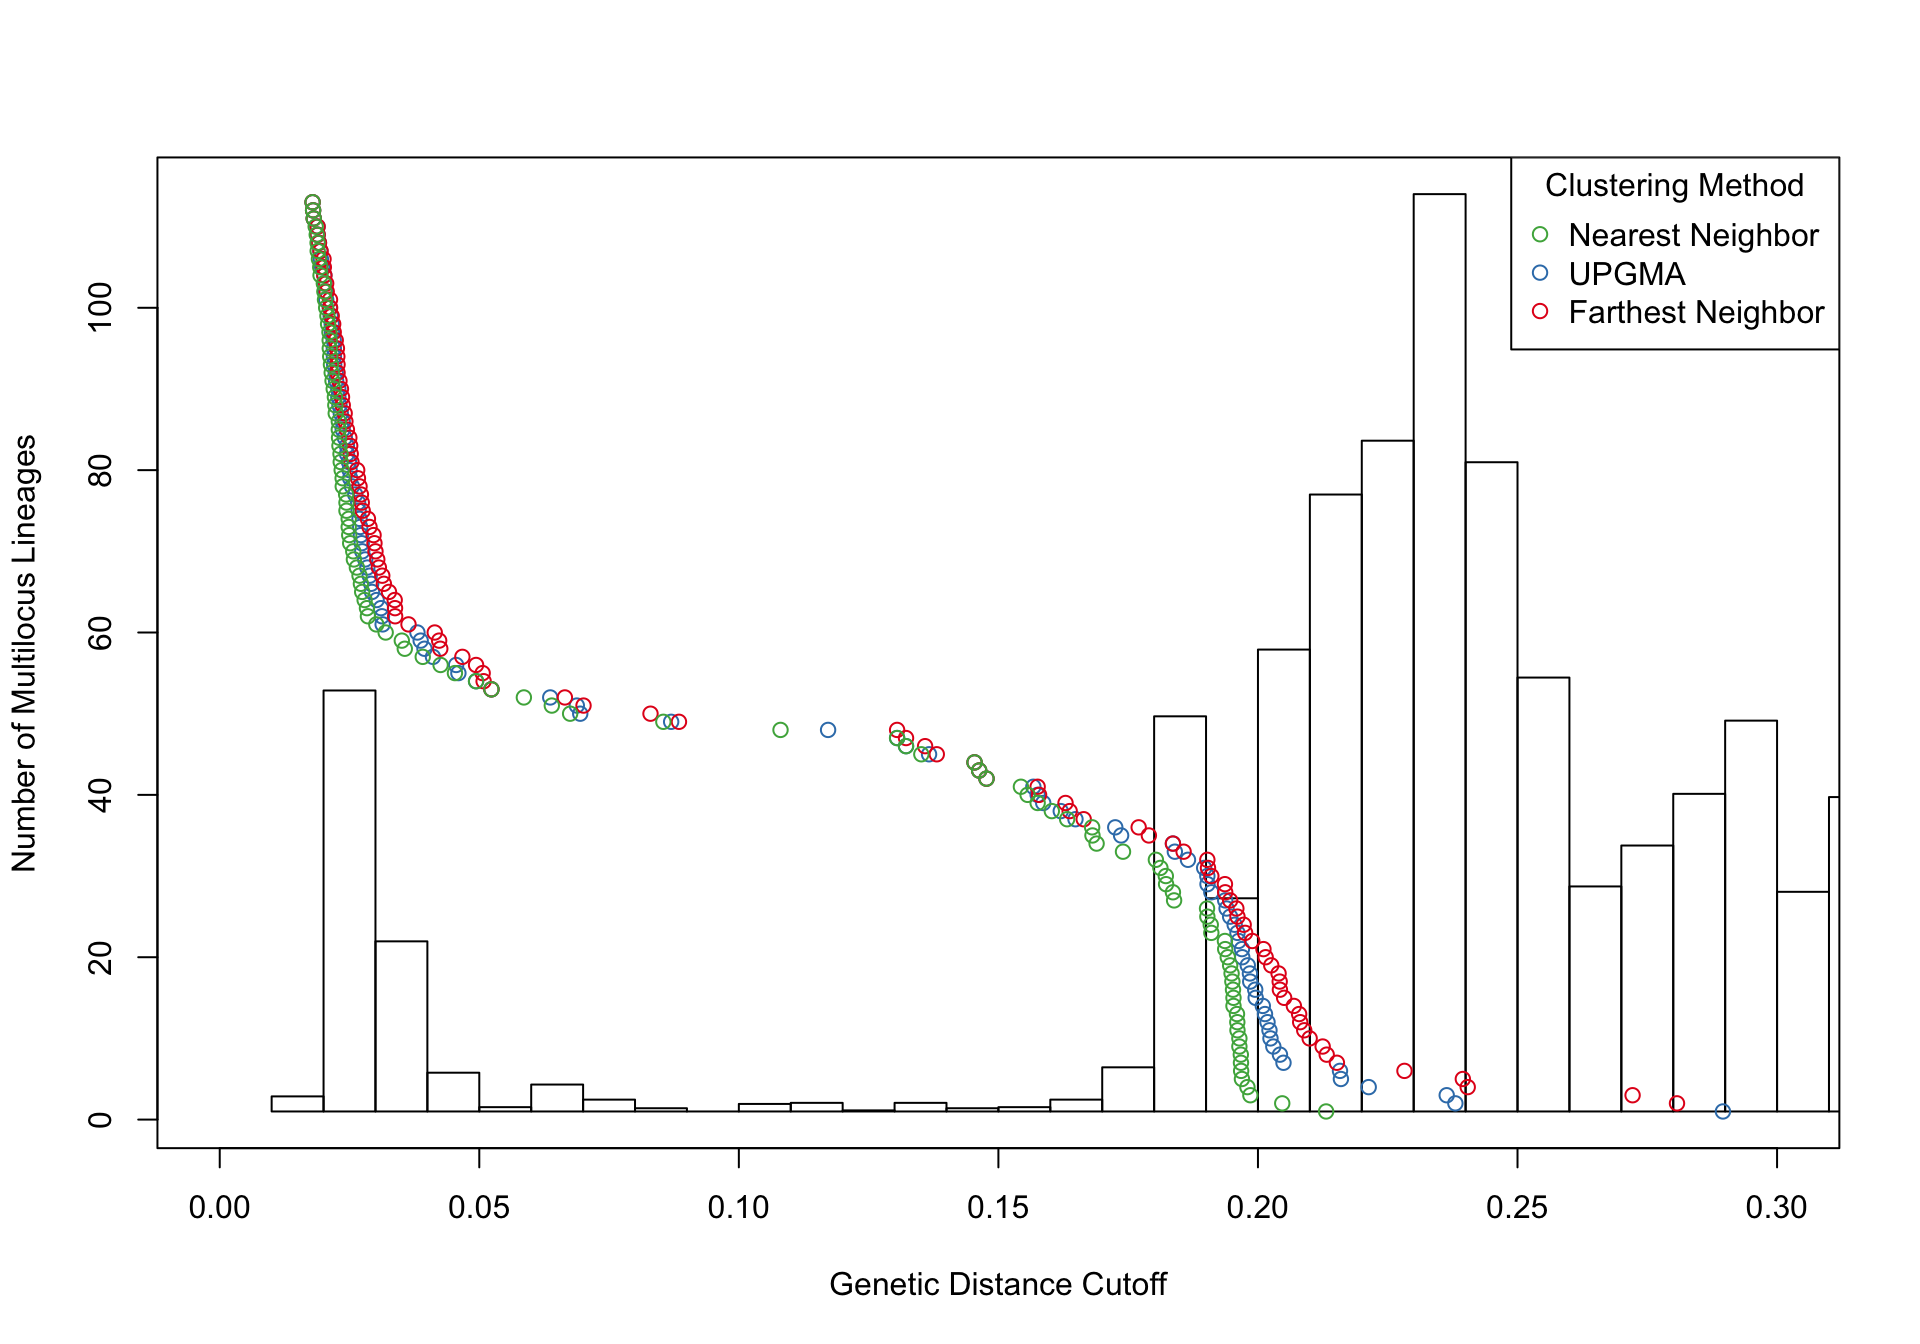 Clustering Method
Nearest Neighbor
UPGMA
Farthest Neighbor
Number of Multilocus Lineages
100
80
60
40
20
0
0.00 0.05 0.10 0.15 0.20 0.25 0.30
Genetic Distance Cutoff